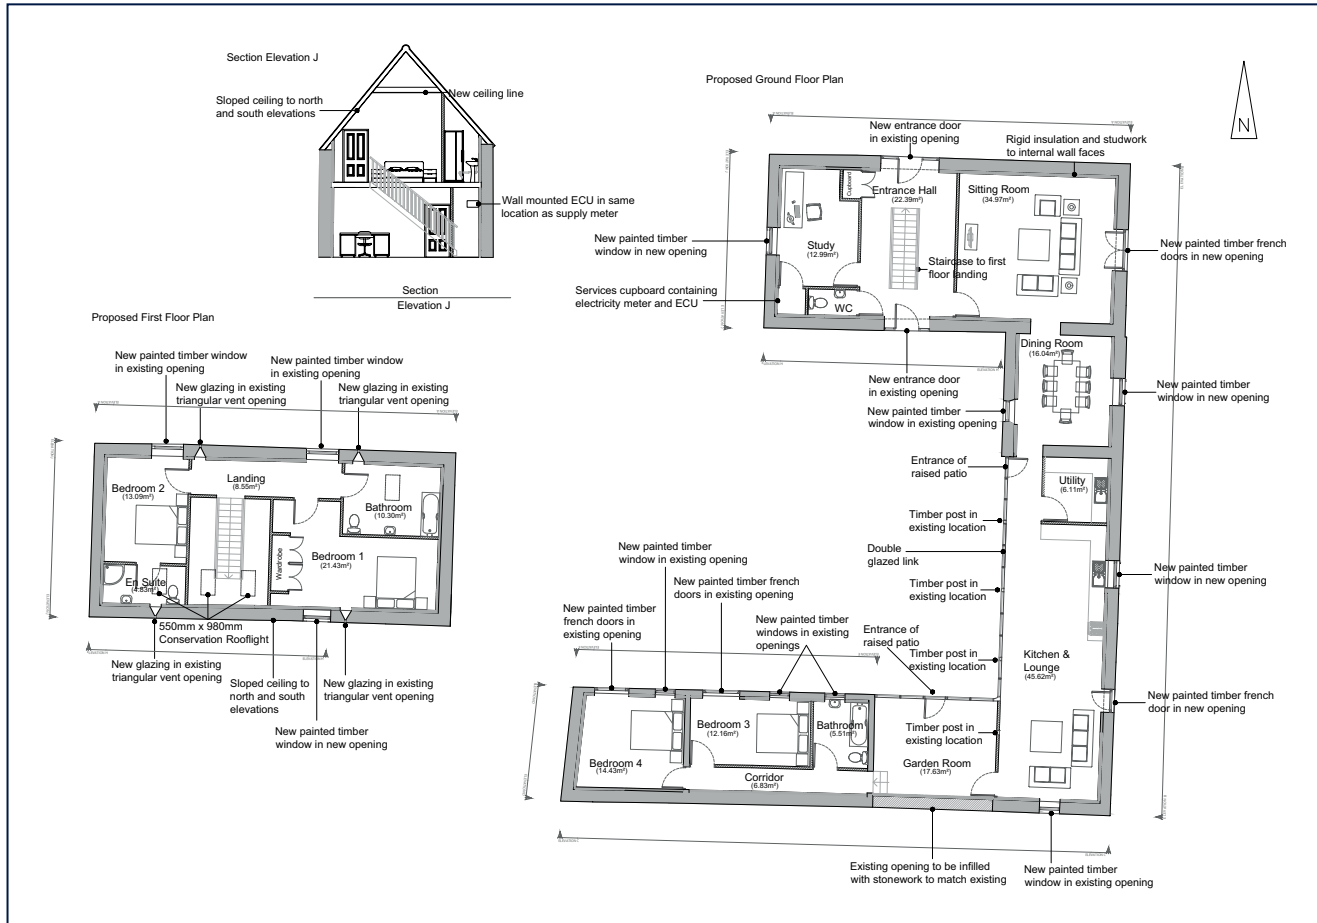 Section Elevation J
Sloped ceiling to north
and south elevations
New ceiling line
Wall mounted ECU in same
location as supply meter
Section
Elevation J
Proposed Ground Floor Plan
N
New entrance door
in existing opening
Rigid insulation and studwork
to internal wall faces
Cupboard
Entrance Hall
(22.39m²)
Sitting Room
(34.97m²)
New painted timber
window in new opening
Study
(12.99m²)
New painted timber french
doors in new opening
Staircase to first
floor landing
Services cupboard containing
electricity meter and ECU
WC
Dining Room
(16.04m²)
New entrance door
in existing opening
New painted timber
window in new opening
New painted timber
window in existing opening
Entrance of
raised patio
Utility
(6.11m²)
Timber post in
existing location
Double
glazed link
New painted timber
window in new opening
Timber post in
existing location
Entrance of
raised patio
Timber post in
existing location
Kitchen &
Lounge
(45.62m²)
New painted timber french
door in new opening
Timber post in
existing location
Garden Room
(17.63m²)
New painted timber
window in existing opening
New painted timber french
doors in existing opening
New painted timber
french doors in
existing opening
New painted timber
windows in existing
openings
Bedroom 4
(14.43m²)
Bedroom 3
(12.16m²)
Bathroom
(5.51m²)
Corridor
(6.83m²)
Existing opening to be infilled
with stonework to match existing
New painted timber
window in existing opening
Proposed First Floor Plan
New painted timber window
in existing opening
New glazing in existing
triangular vent opening
New painted timber window
in existing opening
New glazing in existing
triangular vent opening
Bedroom 2
(13.09m²)
Landing
(8.55m²)
Bathroom
(10.30m²)
Wardrobe
Bedroom 1
(21.43m²)
En Suite
(4.83m²)
550mm x 980mm
Conservation Rooflight
New glazing in existing
triangular vent opening
Sloped ceiling to
north and south
elevations
New glazing in existing
triangular vent opening
New painted timber
window in new opening